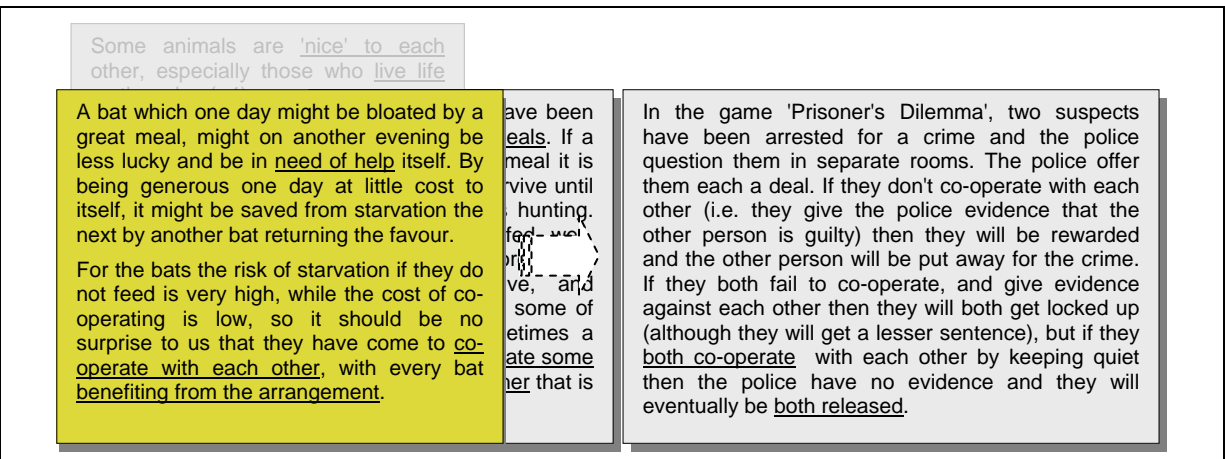 Some animals are 'nice' to each
other, especially those who live life
A bat which one day might be bloated by a
great meal, might on another evening be
less lucky and be in need of help itself. By
being generous one day at little cost to
itself, it might be saved from starvation the
next by another bat returning the favour.
For the bats the risk of starvation if they do
not feed is very high, while the cost of co-
operating is low, so it should be no
surprise to us that they have come to co-
operate with each other, with every bat
benefiting from the arrangement.
been
. If a
meal it is
until
hunting.
some of
a
some
that is
In the game 'Prisoner's Dilemma', two suspects
have been arrested for a crime and the police
question them in separate rooms. The police offer
them each a deal. If they don't co-operate with each
other (i.e. they give the police evidence that the
other person is guilty) then they will be rewarded
and the other person will be put away for the crime.
If they both fail to co-operate, and give evidence
against each other then they will both get locked up
(although they will get a lesser sentence), but if they
both co-operate with each other by keeping quiet
then the police have no evidence and they will
eventually be both released.